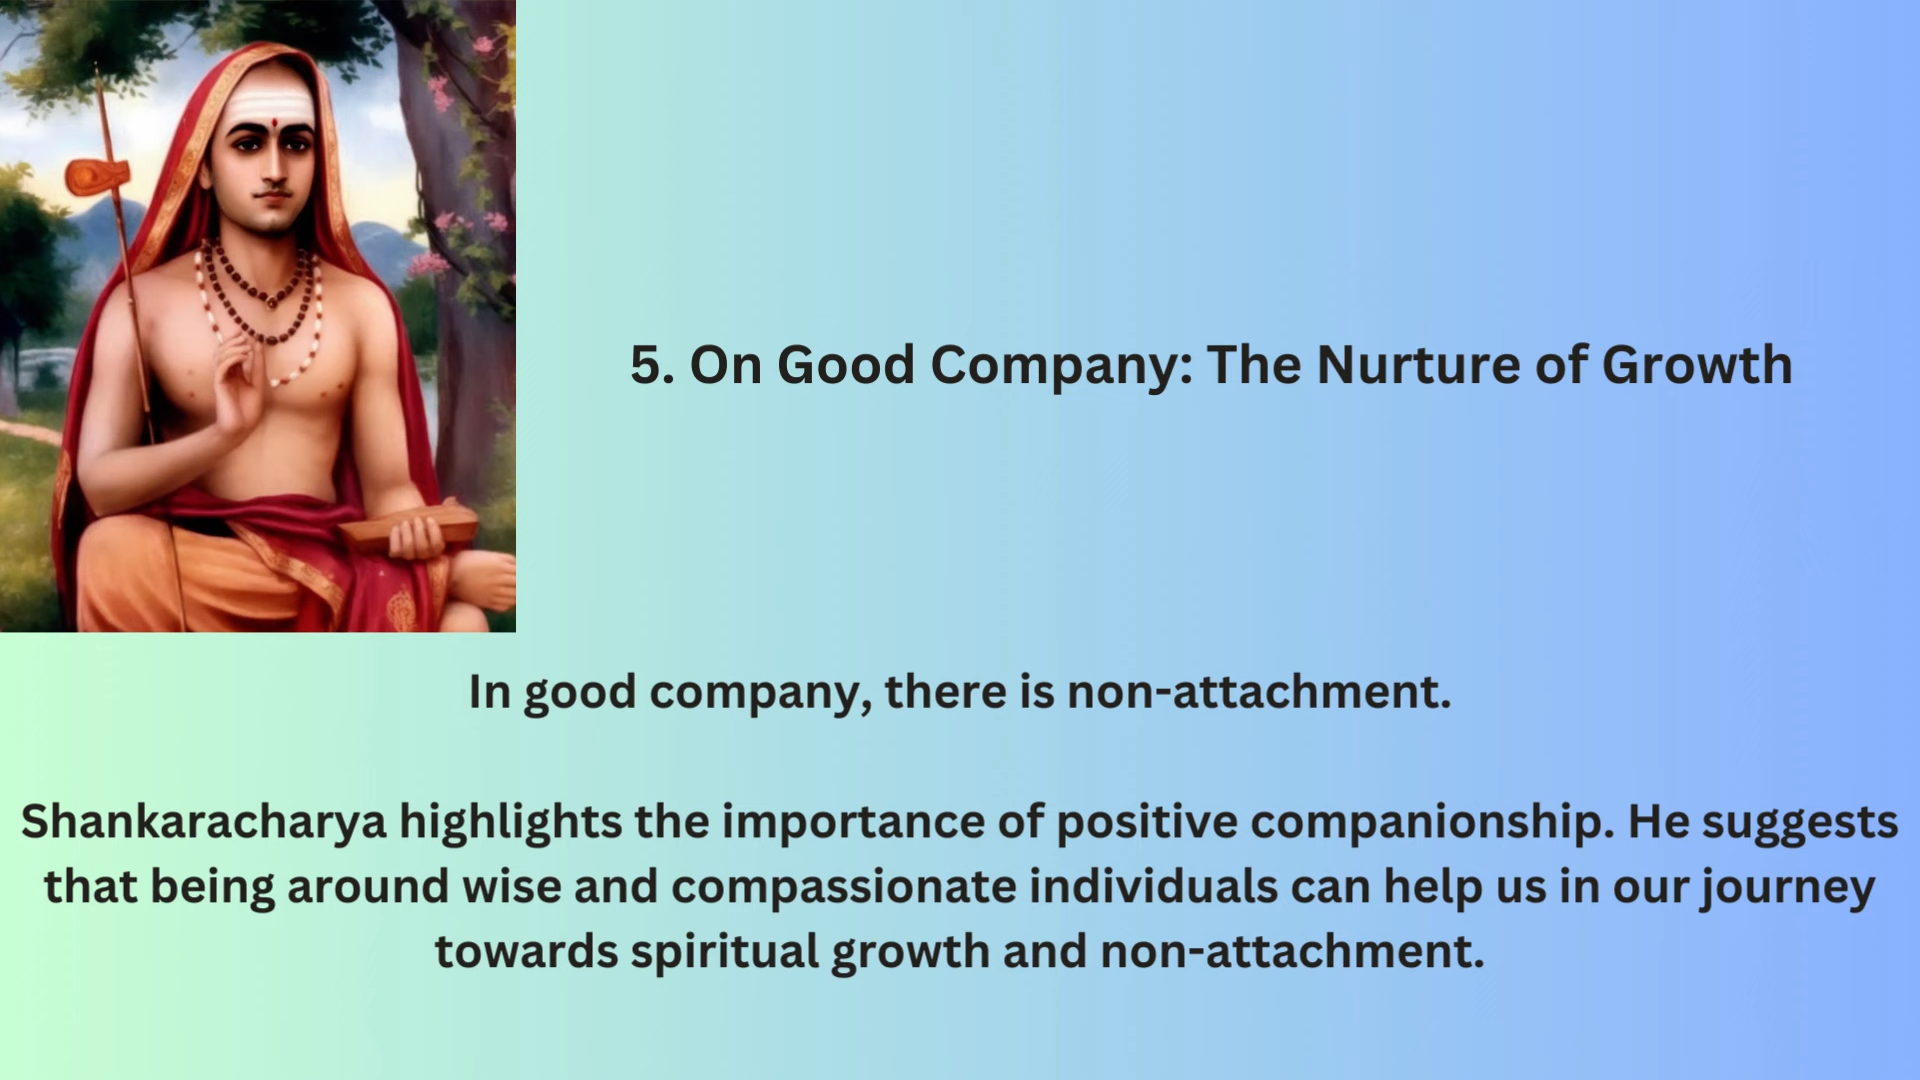 5. On Good Company: The Nurture of Growth
In good company, there is non-attachment.
Shankaracharya highlights the importance of positive companionship. He suggests
that being around wise and compassionate individuals can help us in our journey
towards spiritual growth and non-attachment.